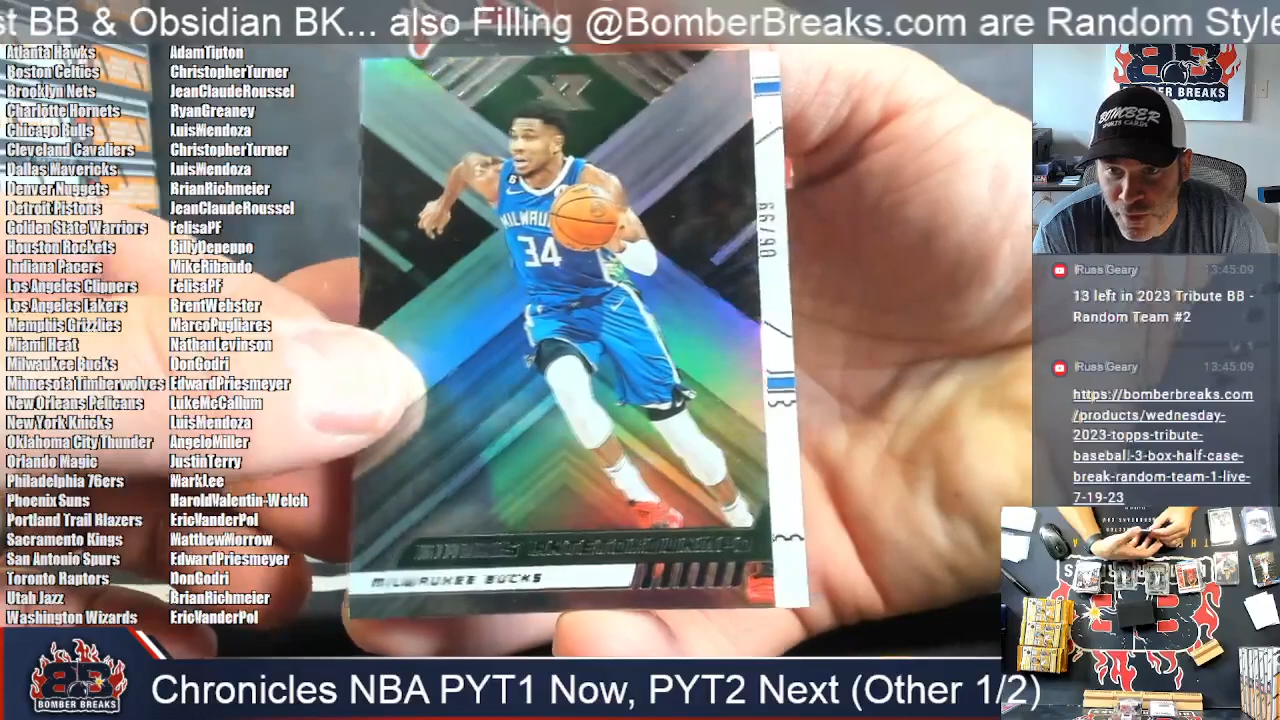 st BB & Obsidian BK... also Filling @BomberBreaks.com are Random Style
Atlanta Hawks AdamTipton
Boston Celtics ChristopherTurner
Brooklyn Nets JeanClaudeRoussel
Charlotte Hornets RyanGreaney
Chicago Bulls LuisMendoza
Cleveland Cavaliers ChristopherTurner
Dallas Mavericks LuisMendoza
Denver Nuggets BrianRichmeier
Detroit Pistons JeanClaudeRoussel
Golden State Warriors FelisaPF
Houston Rockets BillyDeneppo
Indiana Pacers MikeRibaudo
Los Angeles Clippers FelisaPF
Los Angeles Lakers BrentWebster
Memphis Grizzlies MarcoPugliares
Miami Heat NathanLevinson
Milwaukee Bucks DonGodri
Minnesota Timberwolves EdwardPriesmeyer
New Orleans Pelicans LukeMcCallum
New York Knicks LuisMendoza
Oklahoma City Thunder AngeloMiller
Orlando Magic JustinTerry
Philadelphia 76ers MarkLee
Phoenix Suns HaroldValentin-Welch
Portland Trail Blazers EricVanderPol
Sacramento Kings MatthewMorrow
San Antonio Spurs EdwardPriesmeyer
Toronto Raptors DonGodri
Utah Jazz BrianRichmeier
Washington Wizards EricVanderPol
XR
MILWAU
34
GIANNIS ANTETOKOUNMPO
MILWAUKEE BUCKS
BOMBER BREAKS
BOMBER
SPORTS CARDS
Russ Geary 13:45:09
13 left in 2023 Tribute BB -
Random Team #2
Russ Geary 13:45:09
https://bomberbreaks.com
/products/wednesday-
2023-topps-tribute-
baseball-3-box-half-case-
break-random-team-1-live-
7-19-23
BOMBER BREAKS
Chronicles NBA PYT1 Now, PYT2 Next (Other 1/2)